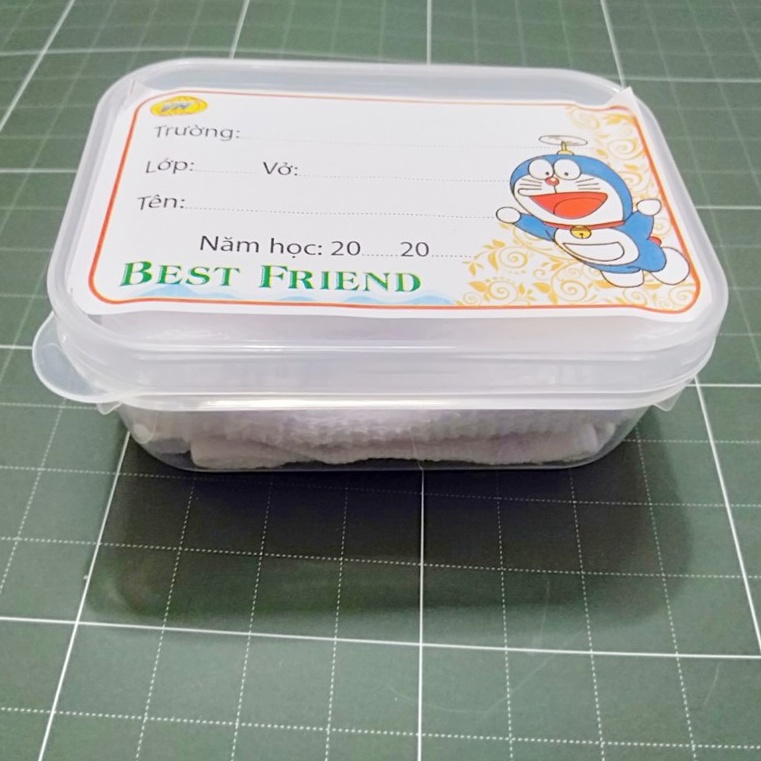 Trường:
Lớp: Vở:
Tên:
Năm học: 20 20
BEST FRIEND